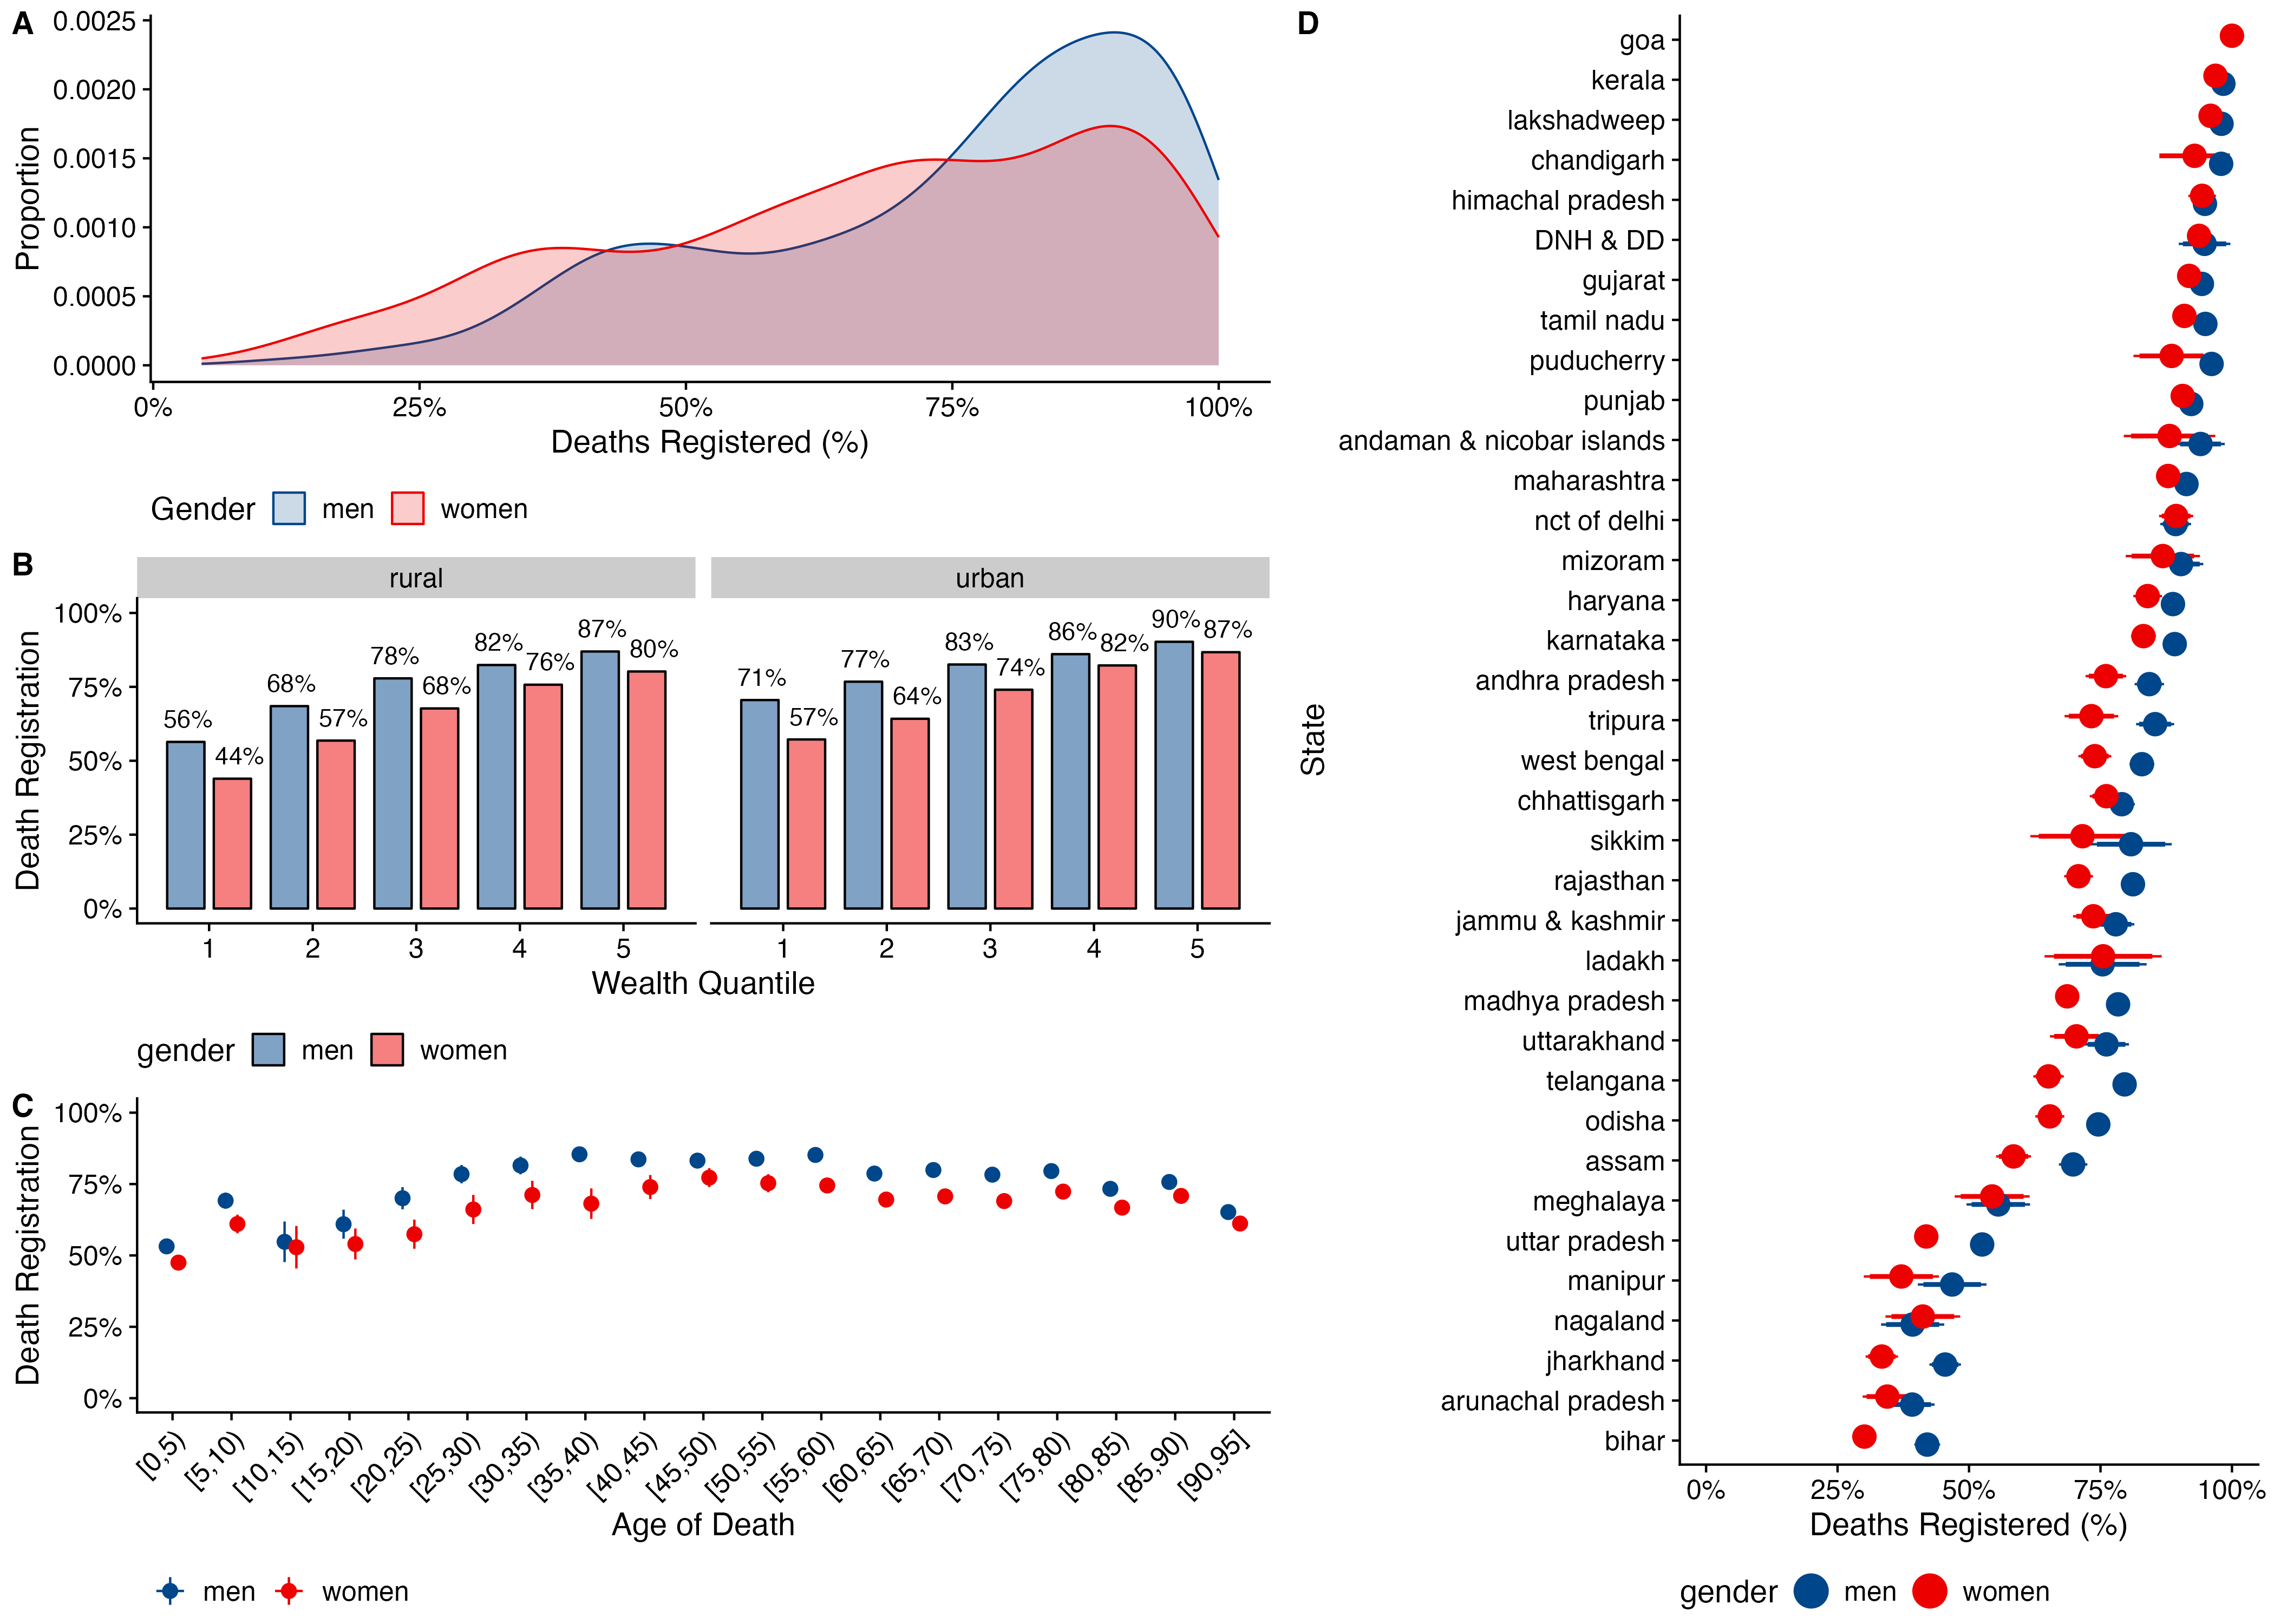 A
0.0025
0.0020
0.0015
0.0010
0.0005
0.0000
Proportion
0% 25% 50% 75% 100%
Deaths Registered (%)
Gender men women
B
rural urban
100%
75%
50%
25%
0%
Death Registration
56% 44% 68% 57% 78% 68% 82% 76% 87% 80%
71% 57% 77% 64% 83% 74% 86% 82% 90% 87%
1 2 3 4 5 1 2 3 4 5
Wealth Quantile
gender men women
C
100%
75%
50%
25%
0%
Death Registration
[0,5) [5,10) [10,15) [15,20) [20,25) [25,30) [30,35) [35,40) [40,45) [45,50) [50,55) [55,60) [60,65) [65,70) [70,75) [75,80) [80,85) [85,90) [90,95]
Age of Death
men women
D
State
goa
kerala
lakshadweep
chandigarh
himachal pradesh
DNH & DD
gujarat
tamil nadu
puducherry
punjab
andaman & nicobar islands
maharashtra
nct of delhi
mizoram
haryana
karnataka
andhra pradesh
tripura
west bengal
chhattisgarh
sikkim
rajasthan
jammu & kashmir
ladakh
madhya pradesh
uttarakhand
telangana
odisha
assam
meghalaya
uttar pradesh
manipur
nagaland
jharkhand
arunachal pradesh
bihar
0% 25% 50% 75% 100%
Deaths Registered (%)
gender men women